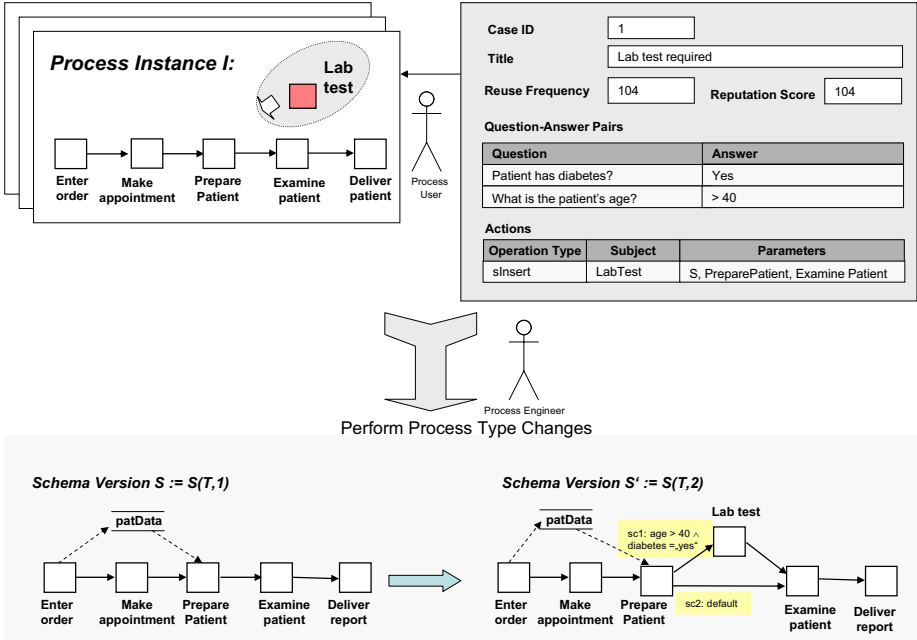 Process Instance I:
Lab
test
Enter
order
Make
appointment
Prepare
Patient
Examine
patient
Deliver
patient
Process
User
Case ID
1
Title
Lab test required
Reuse Frequency
104
Reputation Score
104
Question-Answer Pairs
Question Answer
Patient has diabetes? Yes
What is the patient's age? > 40
Actions
Operation Type Subject Parameters
sInsert LabTest S, PreparePatient, Examine Patient
Process Engineer
Perform Process Type Changes
Schema Version S := S(T,1)
patData
Enter
order
Make
appointment
Prepare
Patient
Examine
patient
Deliver
report
Schema Version S‘ := S(T,2)
patData
sc1: age > 40 ∧
diabetes =„yes“
Lab test
sc2: default
Enter
order
Make
appointment
Prepare
Patient
Examine
patient
Deliver
report